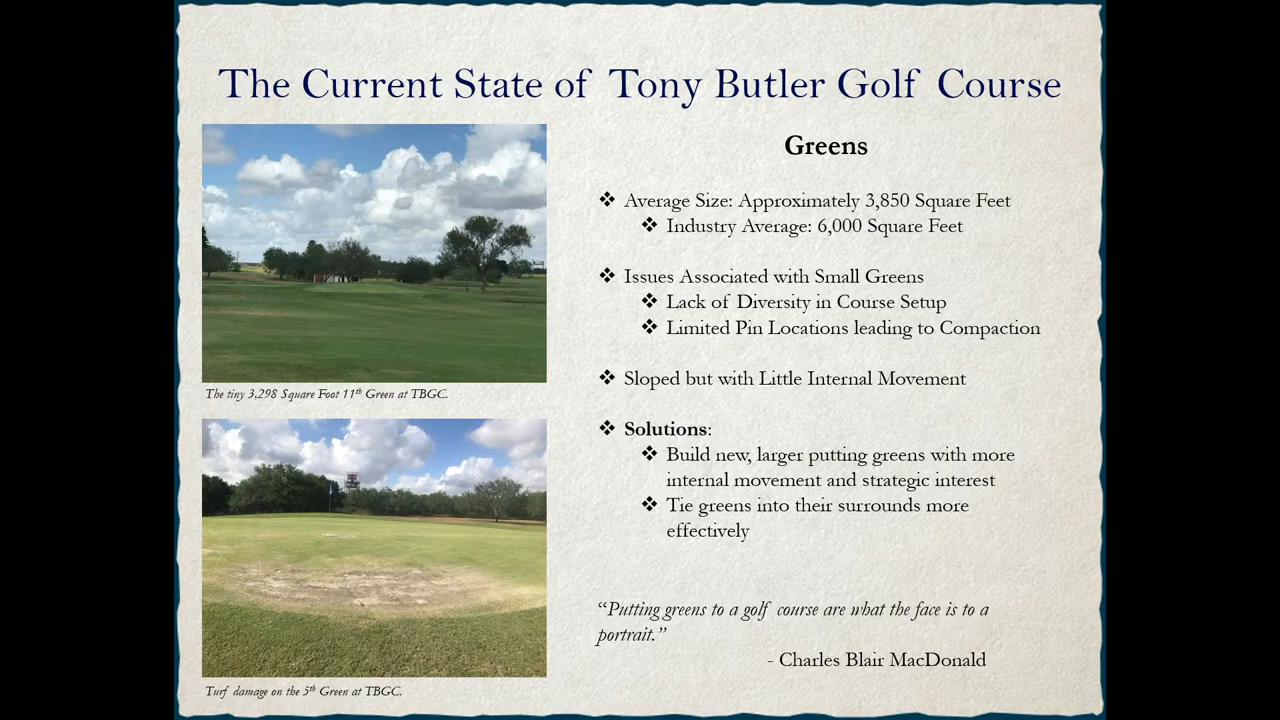 The Current State of Tony Butler Golf Course
The tiny 3,298 Square Foot 11th Green at TBGC.
Turf damage on the 5th Green at TBGC.
Greens
❖ Average Size: Approximately 3,850 Square Feet
❖ Industry Average: 6,000 Square Feet
❖ Issues Associated with Small Greens
❖ Lack of Diversity in Course Setup
❖ Limited Pin Locations leading to Compaction
❖ Sloped but with Little Internal Movement
❖ Solutions:
❖ Build new, larger putting greens with more
internal movement and strategic interest
❖ Tie greens into their surrounds more
effectively
“Putting greens to a golf course are what the face is to a
portrait.”
- Charles Blair MacDonald